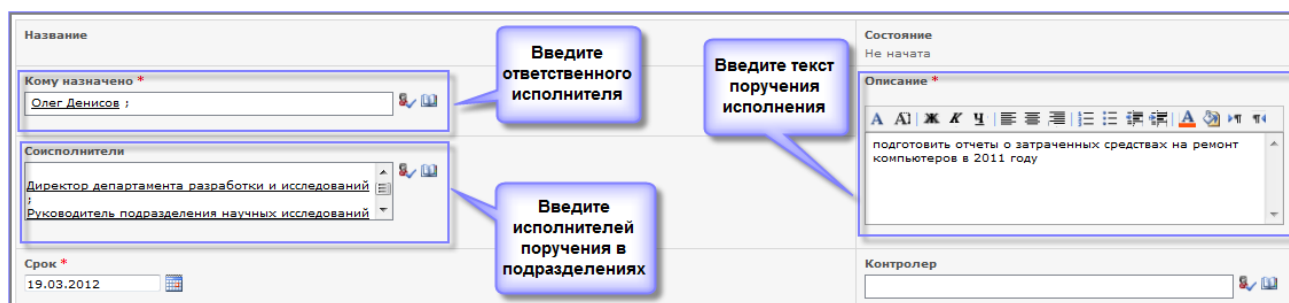 Название
Состояние
Не начата
Введите
ответственного
исполнителя
Введите текст
поручения
исполнения
Кому назначено *
Олег Денисов ;
Описание *
А А Ж К Ч А
подготовить отчеты о затраченных средствах на ремонт
компьютеров в 2011 году
Соисполнители
Директор департамента разработки и исследований
;
Руководитель подразделения научных исследований
Введите
исполнителей
поручения в
подразделениях
Срок *
19.03.2012
Контролер